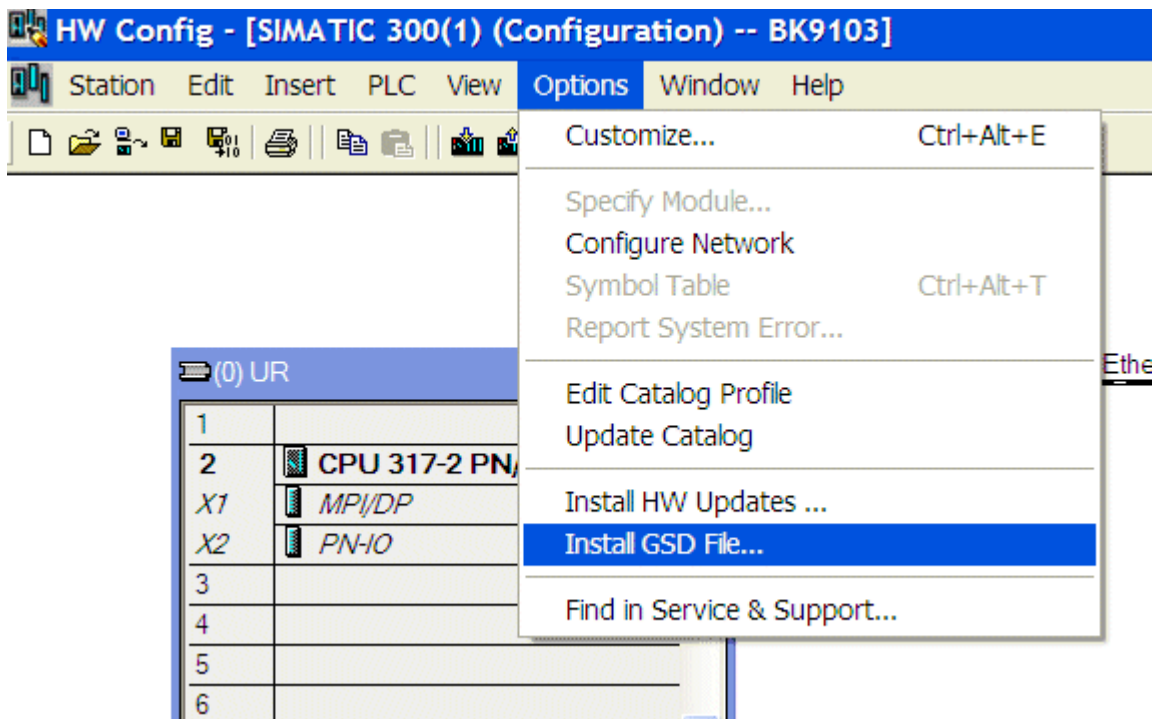 HW Config - [SIMATIC 300(1) (Configuration) -- BK9103]
Station Edit Insert PLC View Options Window Help
Customize... Ctrl+Alt+E
Specify Module...
Configure Network
Symbol Table Ctrl+Alt+T
Report System Error...
Edit Catalog Profile
Update Catalog
Install HW Updates ...
Install GSD File...
Find in Service & Support...
Ethe
(0) UR
1
2 CPU 317-2 PN/
X1 MPI/DP
X2 PN-IO
3
4
5
6